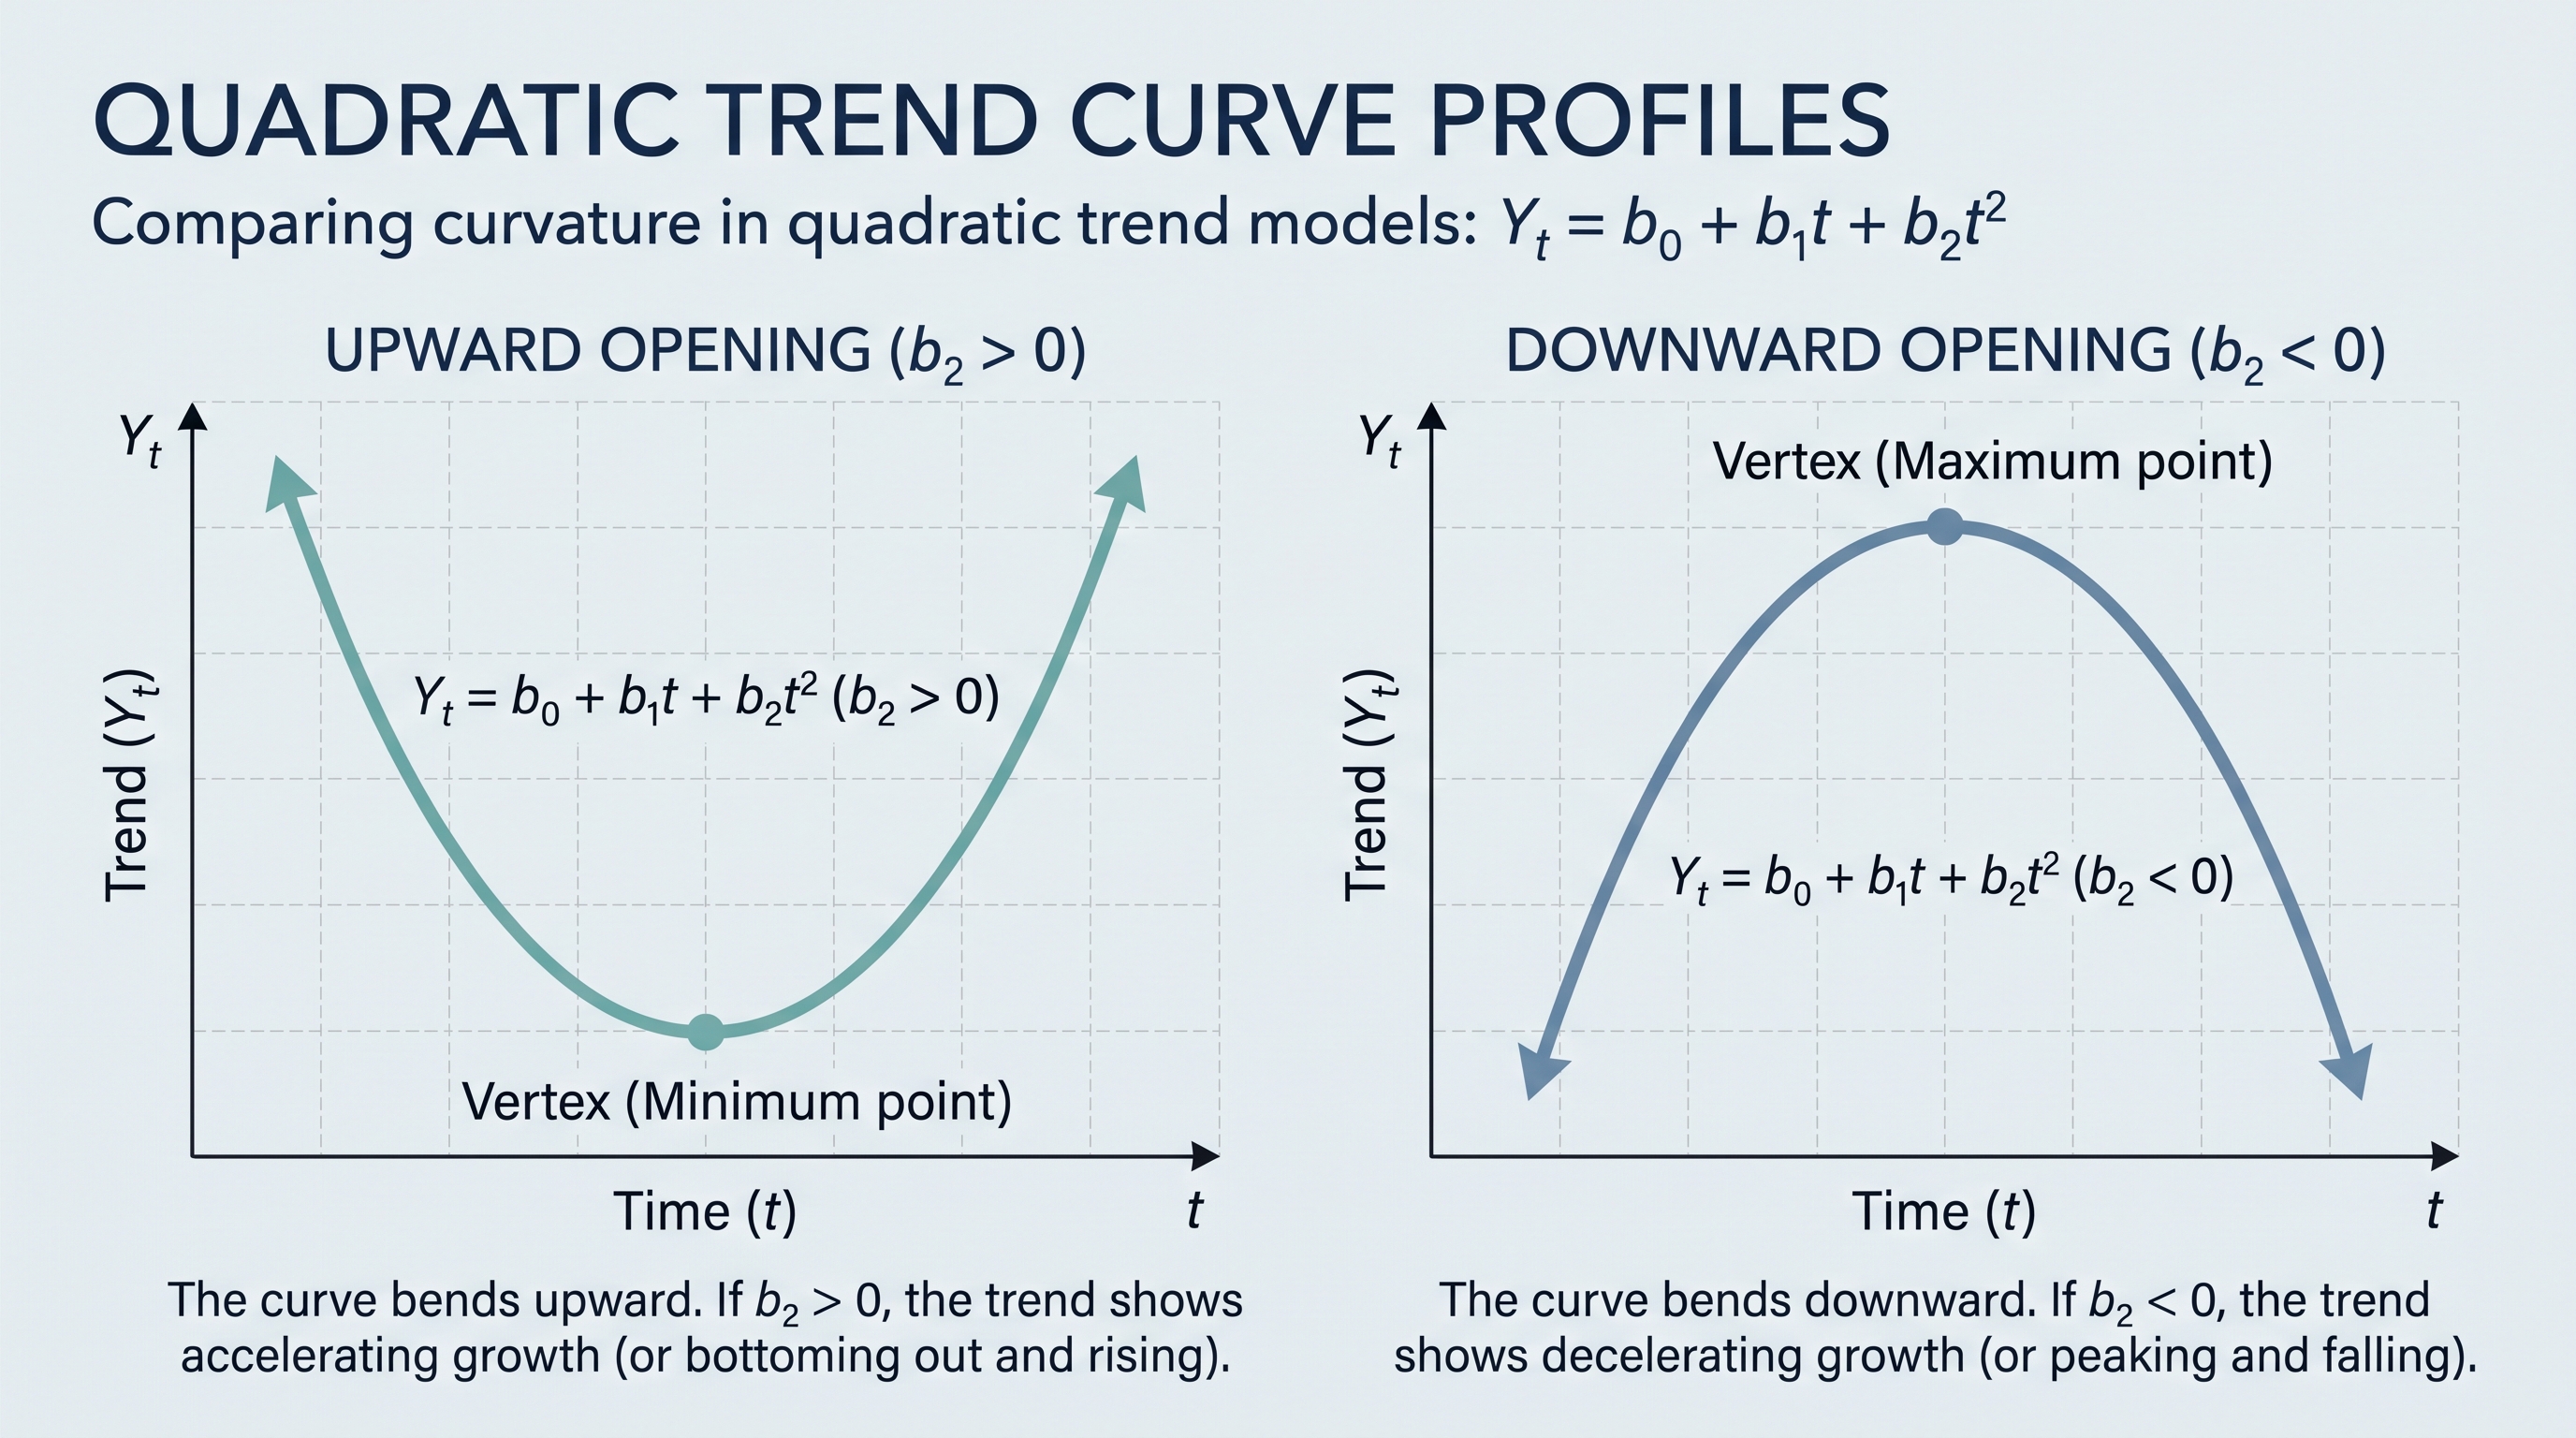 QUADRATIC TREND CURVE PROFILES
Comparing curvature in quadratic trend models: Yₜ = b₀ + b₁t + b₂t²
UPWARD OPENING (b₂ > 0)
Yₜ
Trend (Yₜ)
Yₜ = b₀ + b₁t + b₂t² (b₂ > 0)
Vertex (Minimum point)
Time (t)
t
The curve bends upward. If b₂ > 0, the trend shows
accelerating growth (or bottoming out and rising).
DOWNWARD OPENING (b₂ < 0)
Yₜ
Vertex (Maximum point)
Trend (Yₜ)
Yₜ = b₀ + b₁t + b₂t² (b₂ < 0)
Time (t)
t
The curve bends downward. If b₂ < 0, the trend
shows decelerating growth (or peaking and falling).